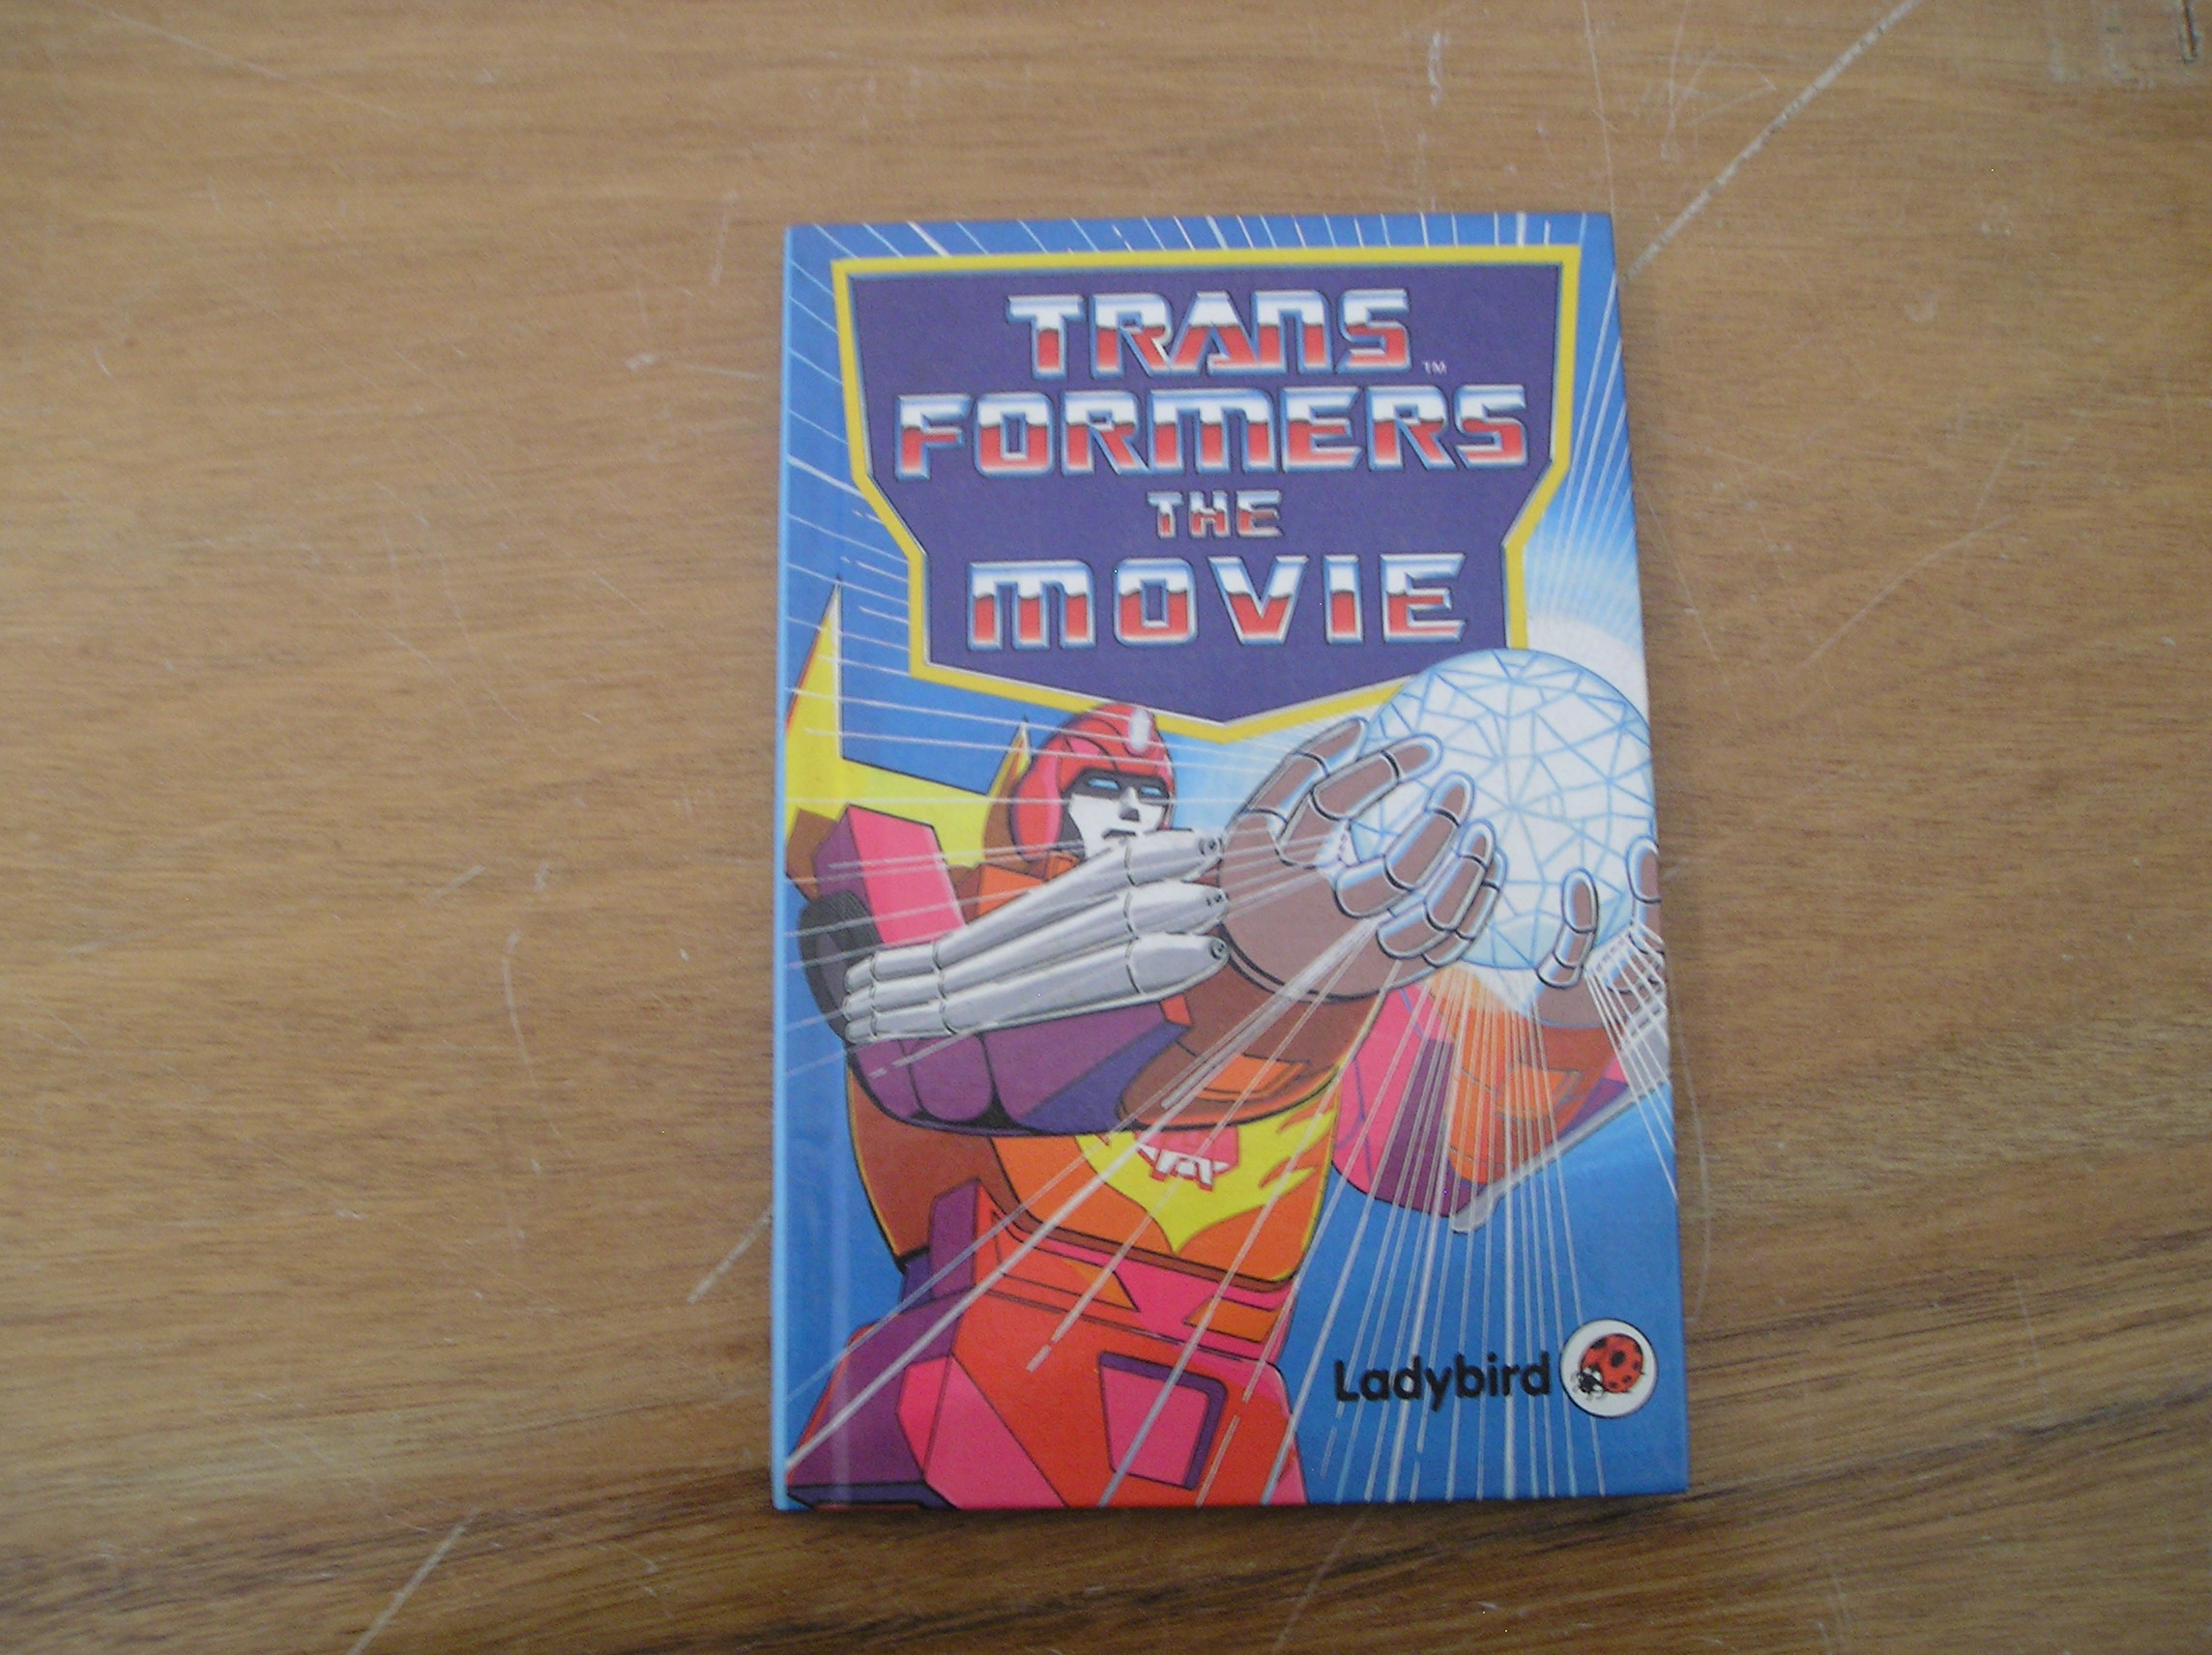 TRANS™
FORMERS
THE
MOVIE
Ladybird